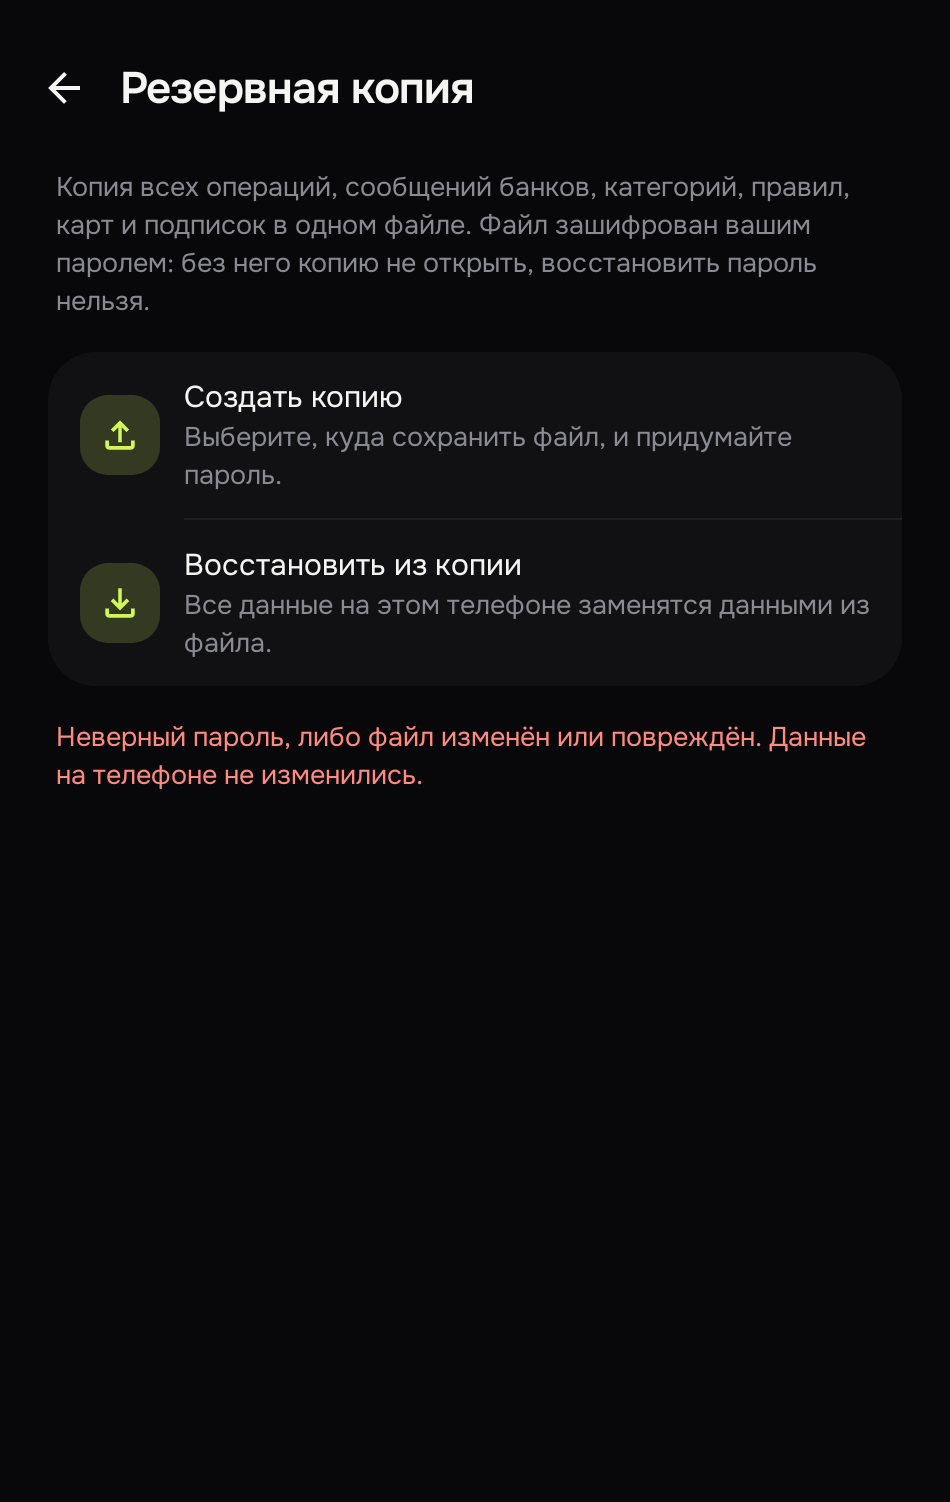 Резервная копия
Копия всех операций, сообщений банков, категорий, правил,
карт и подписок в одном файле. Файл зашифрован вашим
паролем: без него копию не открыть, восстановить пароль
нельзя.
Создать копию
Выберите, куда сохранить файл, и придумайте
пароль.
Восстановить из копии
Все данные на этом телефоне заменятся данными из
файла.
Неверный пароль, либо файл изменён или повреждён. Данные
на телефоне не изменились.